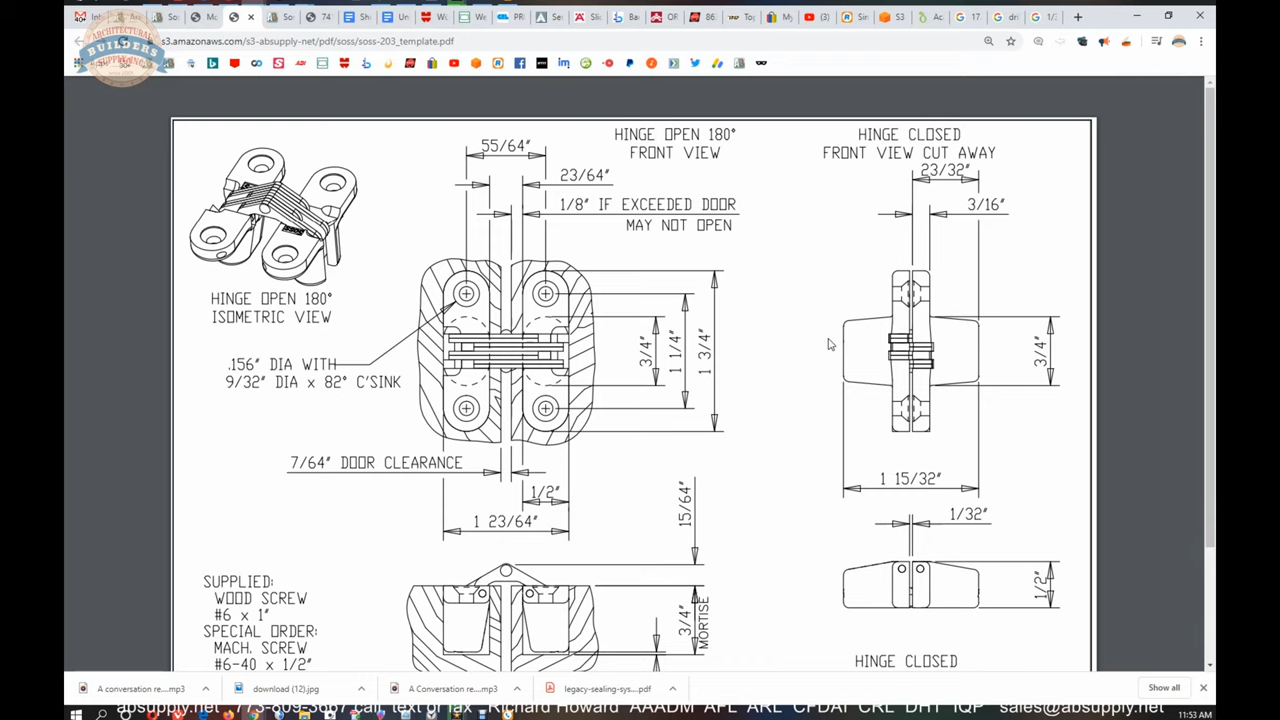 ARCHITECTURAL
BUILDERS
SUPPLY INC
s3.amazonaws.com/s3-absupply-net/pdf/soss/soss-203_template.pdf
HINGE OPEN 180°
ISOMETRIC VIEW
55/64"
23/64"
1/8" IF EXCEEDED DOOR
MAY NOT OPEN
HINGE OPEN 180°
FRONT VIEW
HINGE CLOSED
FRONT VIEW CUT AWAY
23/32"
3/16"
.156" DIA WITH
9/32" DIA x 82° C'SINK
3/4"
1 1/4"
1 3/4"
3/4"
7/64" DOOR CLEARANCE
1/2"
1 23/64"
15/64"
1 15/32"
1/32"
1/2"
SUPPLIED:
WOOD SCREW
#6 x 1"
SPECIAL ORDER:
MACH. SCREW
#6-40 x 1/2"
3/4"
MORTISE
HINGE CLOSED
A conversation re....mp3
download (12).jpg
A Conversation re....mp3
legacy-sealing-sys....pdf
Show all
absupply.net 773-809-3667 call, text or fax - Richard Howard AAADM AFL ARL CFDAI CRL DHT IQP sales@absupply.net
11:53 AM